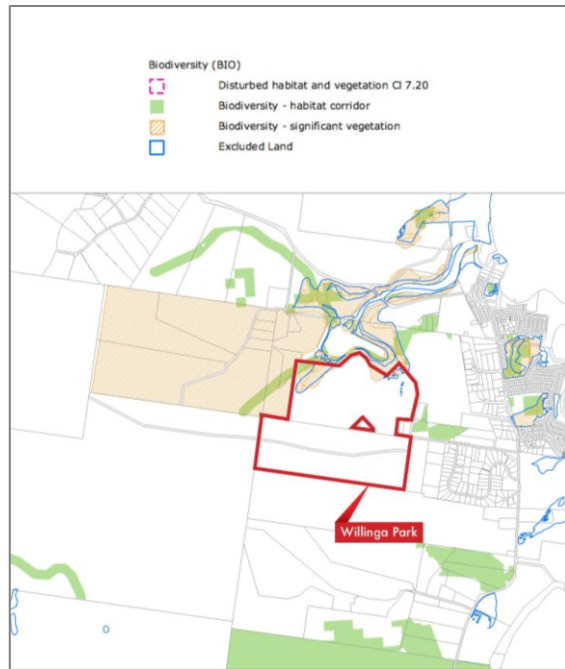 Biodiversity (BIO)
Disturbed habitat and vegetation Cl 7.20
Biodiversity - habitat corridor
Biodiversity - significant vegetation
Excluded Land
Willinga Park